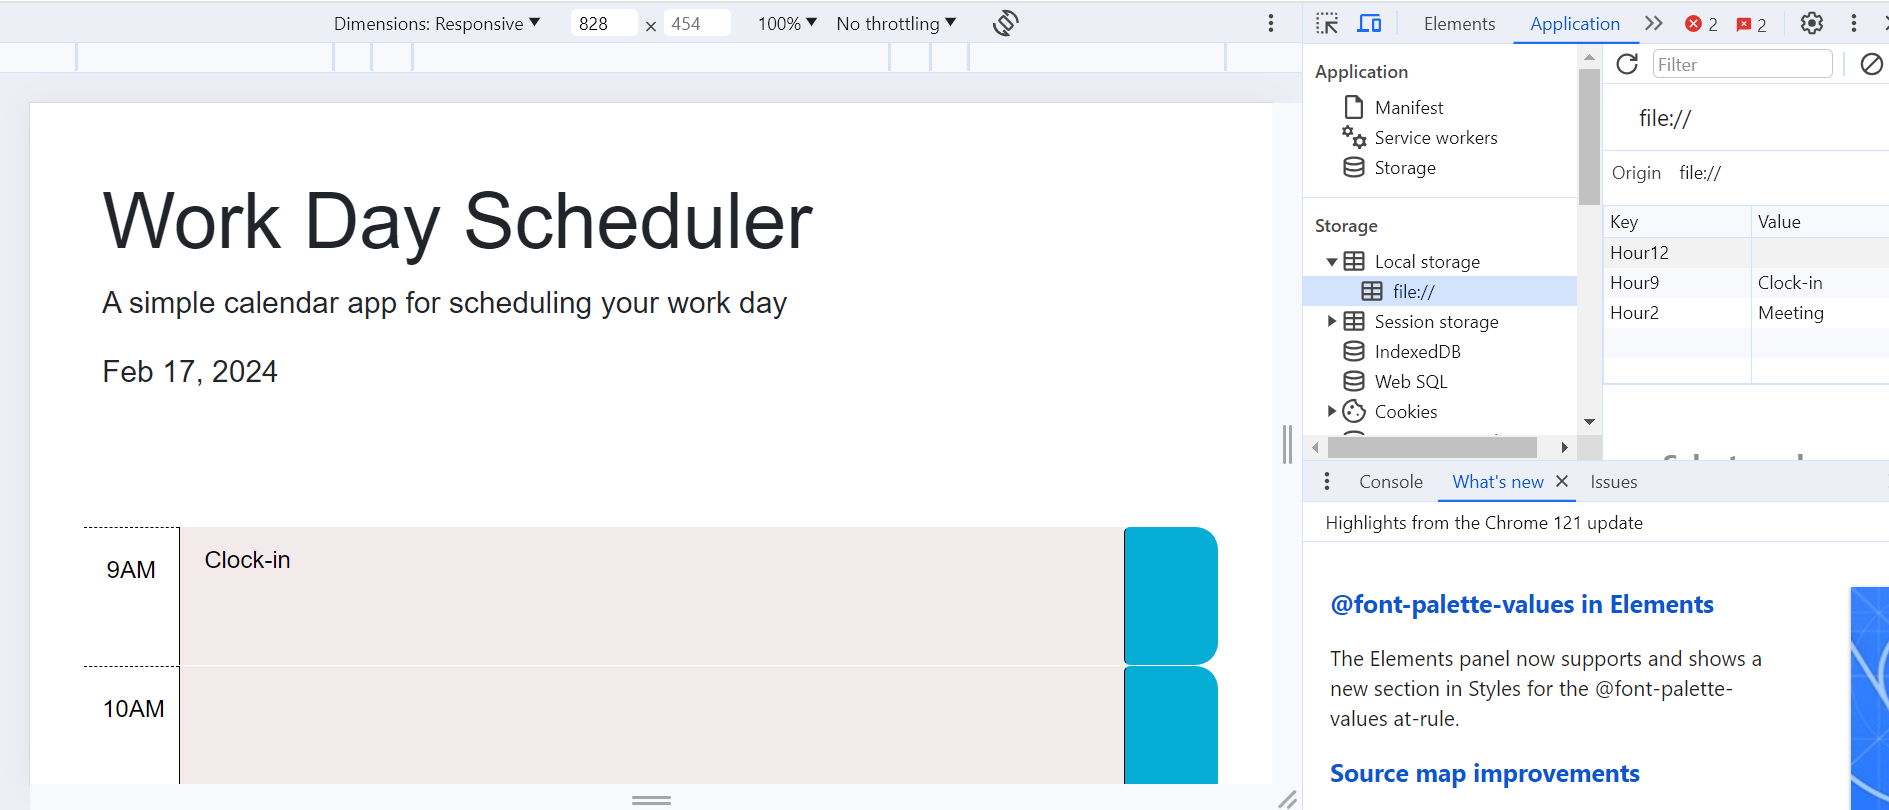 Dimensions: Responsive 828 × 454 100% No throttling
Elements Application 2 2
Work Day Scheduler
A simple calendar app for scheduling your work day
Feb 17, 2024
9AM Clock-in
10AM
Application
Manifest
Service workers
Storage
Storage
Local storage
file://
Session storage
IndexedDB
Web SQL
Cookies
Filter
file://
Origin file://
Key Value
Hour12
Hour9 Clock-in
Hour2 Meeting
Console What's new Issues
Highlights from the Chrome 121 update
@font-palette-values in Elements
The Elements panel now supports and shows a
new section in Styles for the @font-palette-
values at-rule.
Source map improvements